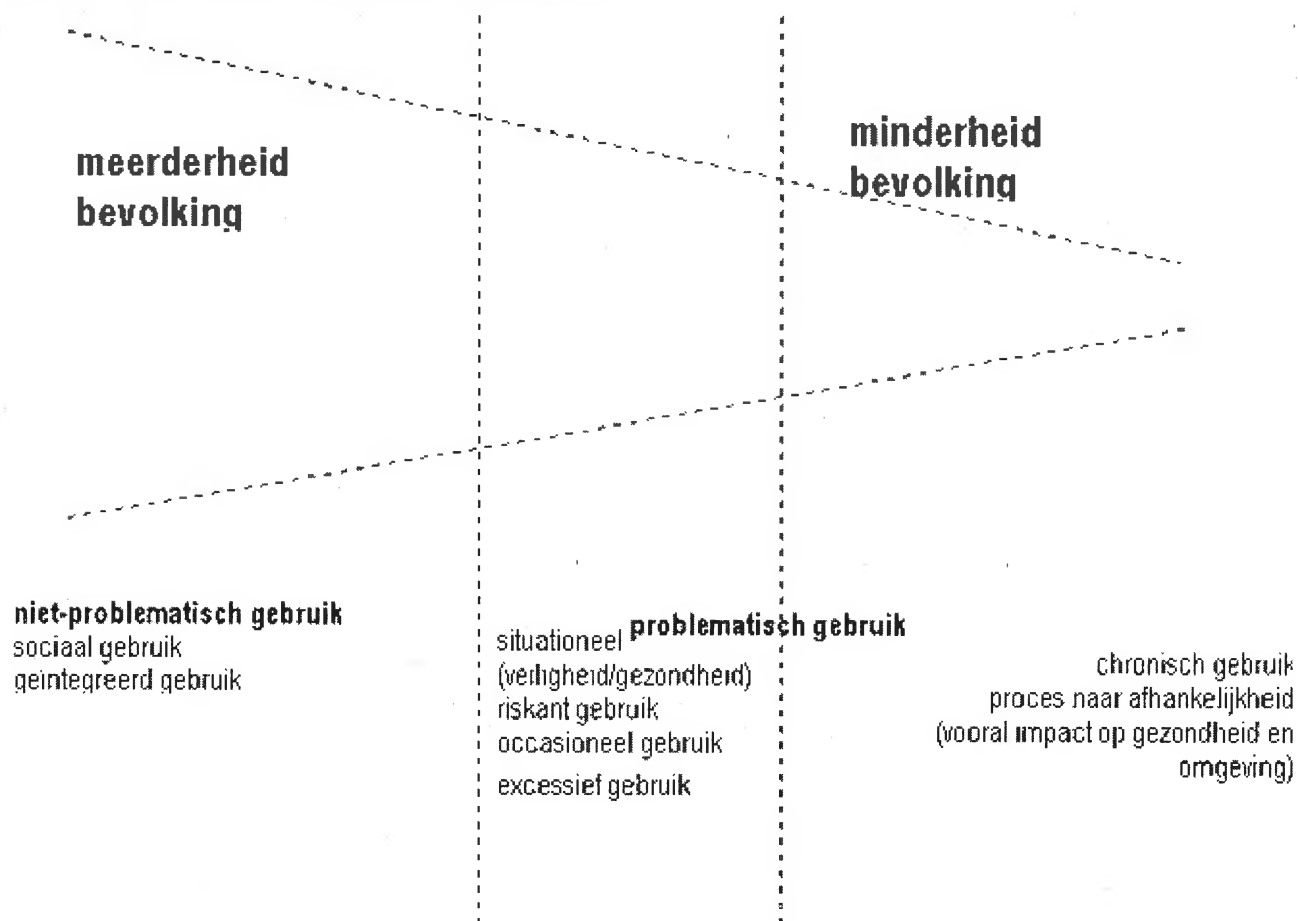 meerderheid
bevolking
minderheid
bevolking
niet-problematisch gebruik
sociaal gebruik
geintegreerd gebruik
problematisch gebruik
situationeel
(veiligheid/gezondheid)
riskant gebruik
occasioneel gebruik
excessief gebruik
chronisch gebruik
proces naar afhankelijkheid
(vooral impact op gezondheid en
omgeving)